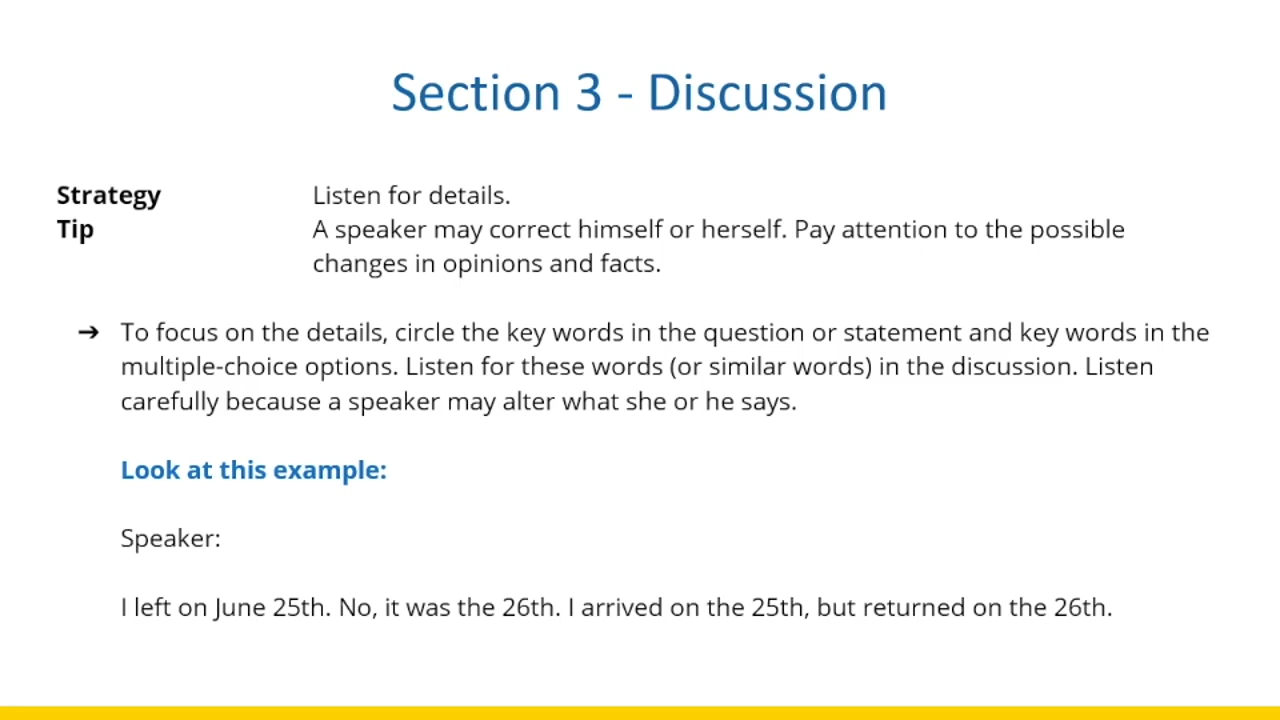 Section 3 - Discussion
Strategy Listen for details.
Tip A speaker may correct himself or herself. Pay attention to the possible
changes in opinions and facts.
➔ To focus on the details, circle the key words in the question or statement and key words in the
multiple-choice options. Listen for these words (or similar words) in the discussion. Listen
carefully because a speaker may alter what she or he says.
Look at this example:
Speaker:
I left on June 25th. No, it was the 26th. I arrived on the 25th, but returned on the 26th.